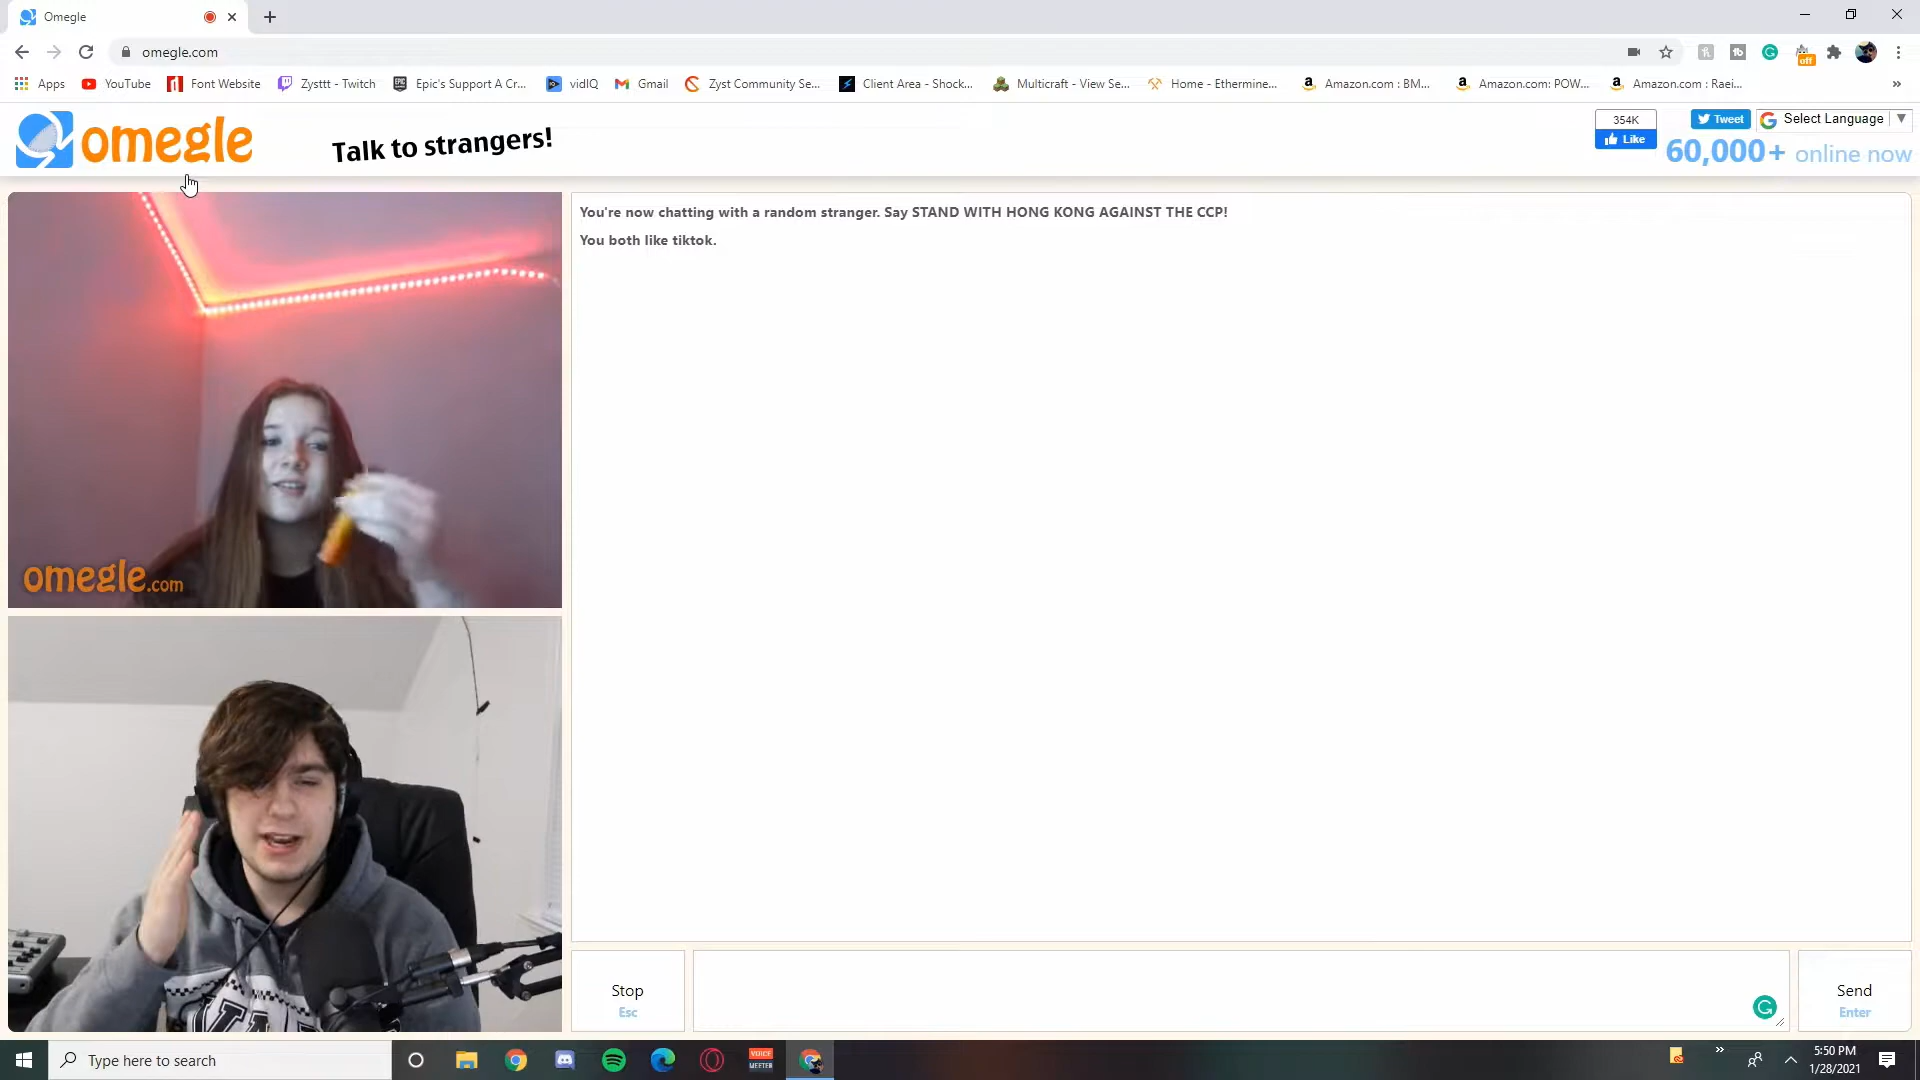 Omegle
omegle.com
Apps
YouTube
Font Website
Zysttt - Twitch
Epic's Support A Cr...
vidIQ
Gmail
Zyst Community Se...
Client Area - Shock...
Multicraft - View Se...
Home - Ethermine...
Amazon.com : BM...
Amazon.com: POW...
Amazon.com : Raei...
off
omegle
Talk to strangers!
354K
Like
Tweet
Select Language
60,000+ online now
omegle.com
You're now chatting with a random stranger. Say STAND WITH HONG KONG AGAINST THE CCP!
You both like tiktok.
Stop
Esc
Send
Enter
Type here to search
VOICE
MEETER
5:50 PM
1/28/2021